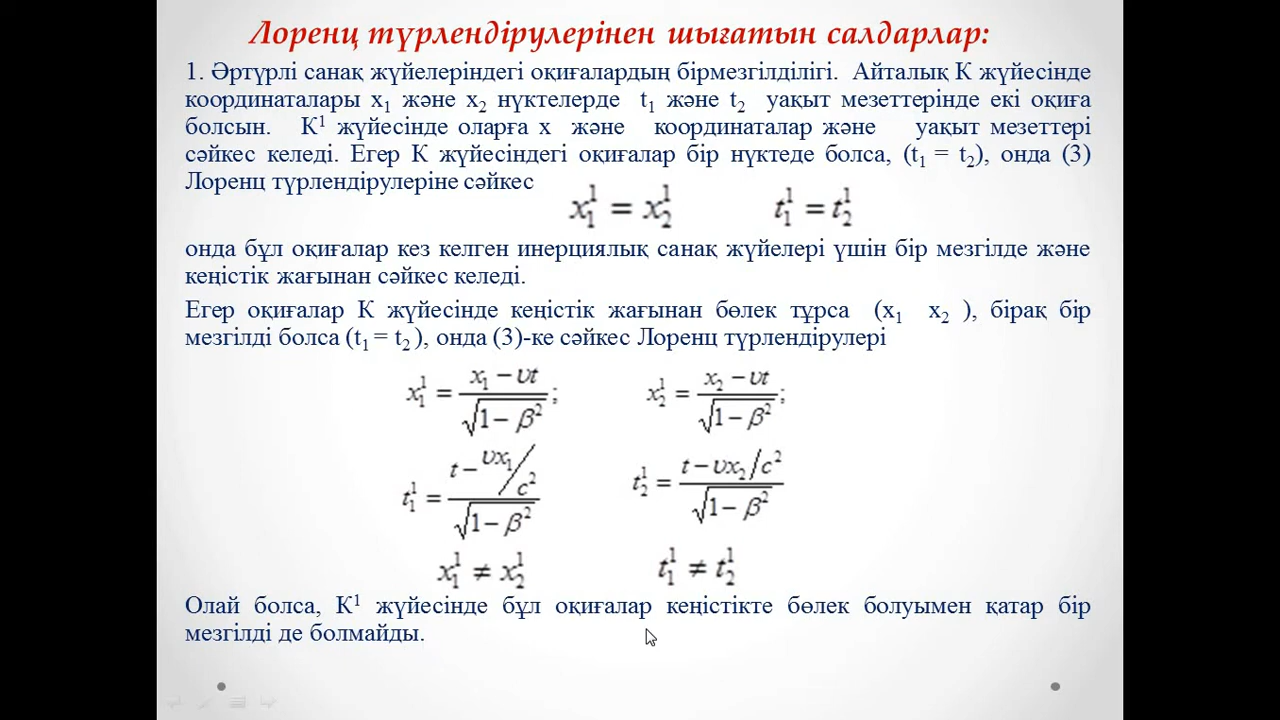 Лоренц түрлендірулерінен шығатын салдарлар:
1. Әртүрлі санақ жүйелеріндегі оқиғалардың бірмезгілділігі. Айталық К жүйесінде
координаталары x₁ және x₂ нүктелерде t₁ және t₂ уақыт мезеттерінде екі оқиға
болсын. К¹ жүйесінде оларға х және координаталар және уақыт мезеттері
сәйкес келеді. Егер К жүйесіндегі оқиғалар бір нүктеде болса, (t₁ = t₂), онда (3)
Лоренц түрлендірулеріне сәйкес
x₁¹ = x₂¹ t₁¹ = t₂¹
онда бұл оқиғалар кез келген инерциялық санақ жүйелері үшін бір мезгілде және
кеңістік жағынан сәйкес келеді.
Егер оқиғалар К жүйесінде кеңістік жағынан бөлек тұрса (x₁ x₂ ), бірақ бір
мезгілді болса (t₁ = t₂ ), онда (3)-ке сәйкес Лоренц түрлендірулері
x₁¹ = (x₁ − υt)/√(1 − β²); x₂¹ = (x₂ − υt)/√(1 − β²);
t₁¹ = (t − υx₁/c²)/√(1 − β²) t₂¹ = (t − υx₂/c²)/√(1 − β²)
x₁¹ ≠ x₂¹ t₁¹ ≠ t₂¹
Олай болса, К¹ жүйесінде бұл оқиғалар кеңістікте бөлек болуымен қатар бір
мезгілді де болмайды.